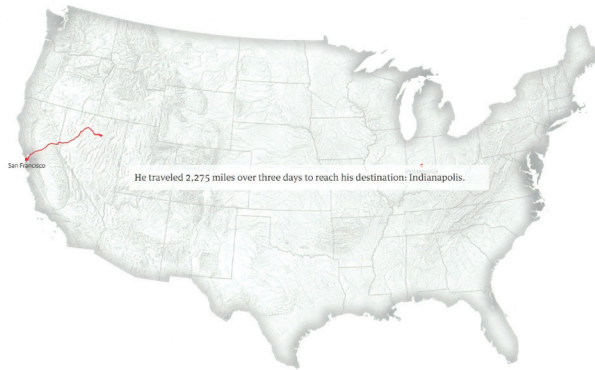 San Francisco
He traveled 2,275 miles over three days to reach his destination: Indianapolis.